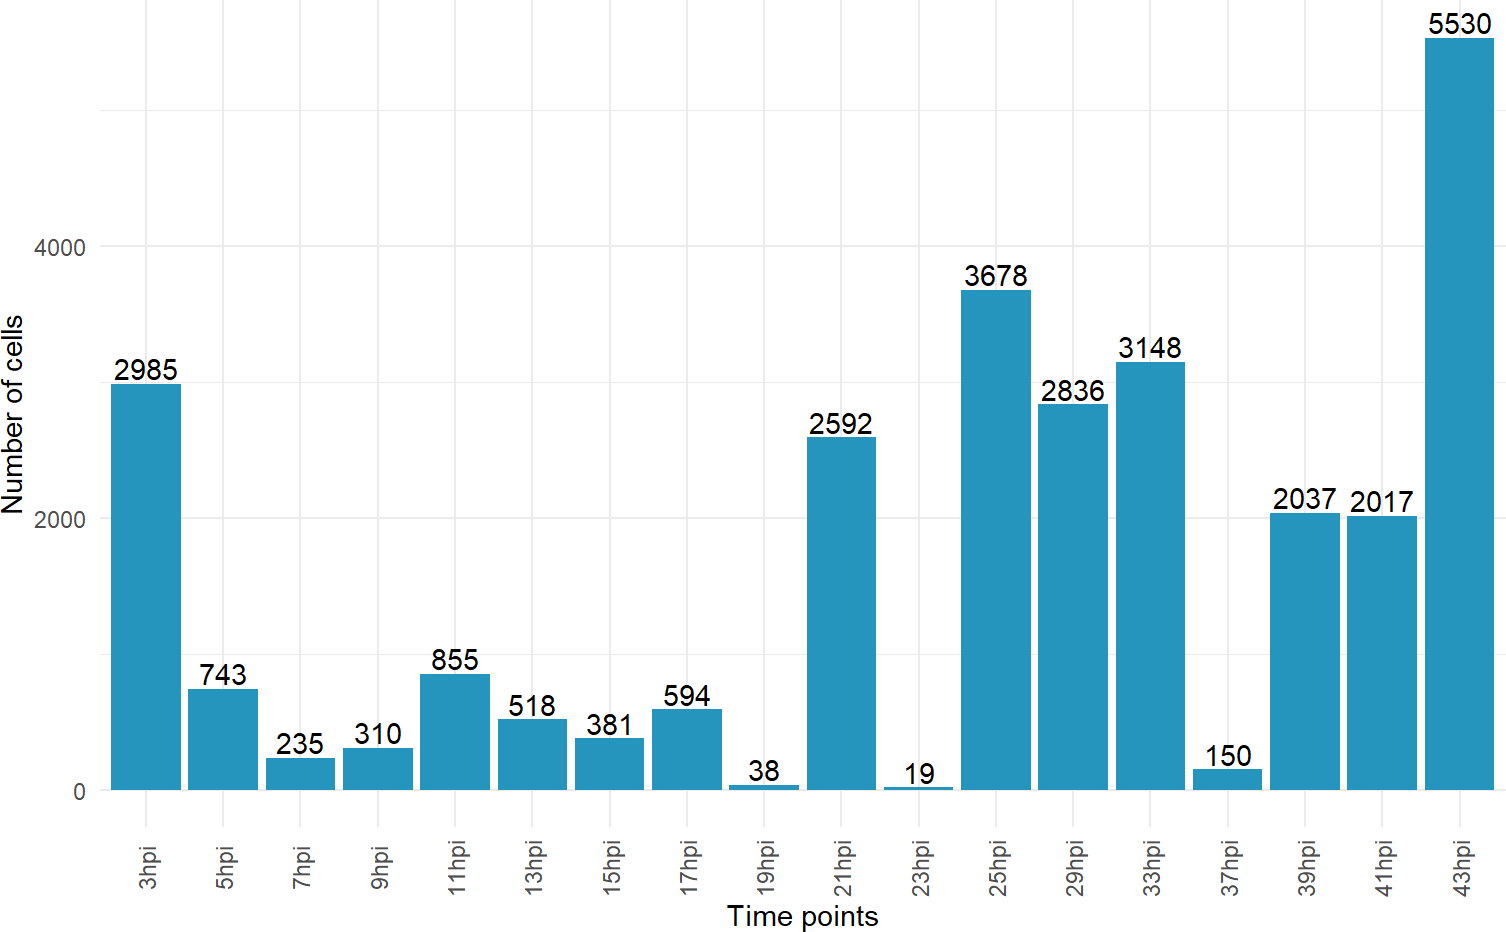 5530
4000
3678
3148
2985
2836
2592
2037
2017
2000
855
743
594
518
381
310
235
150
38
19
0
Number of cells
3hpi
5hpi
7hpi
9hpi
11hpi
13hpi
15hpi
17hpi
19hpi
21hpi
23hpi
25hpi
29hpi
33hpi
37hpi
39hpi
41hpi
43hpi
Time points